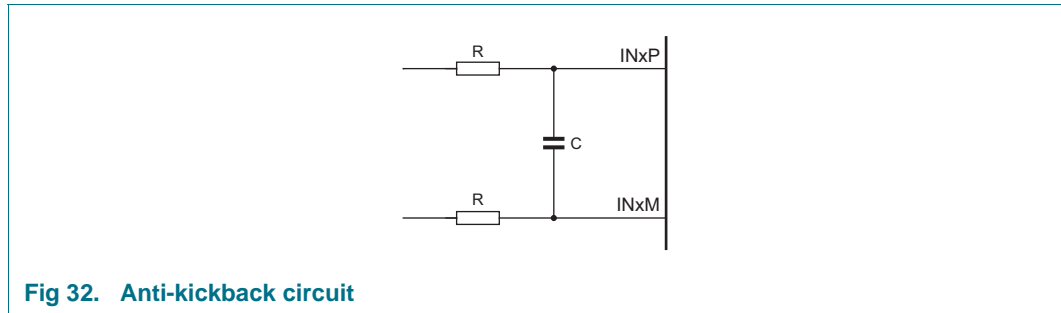 R
INxP
C
R
INxM
Fig 32. Anti-kickback circuit